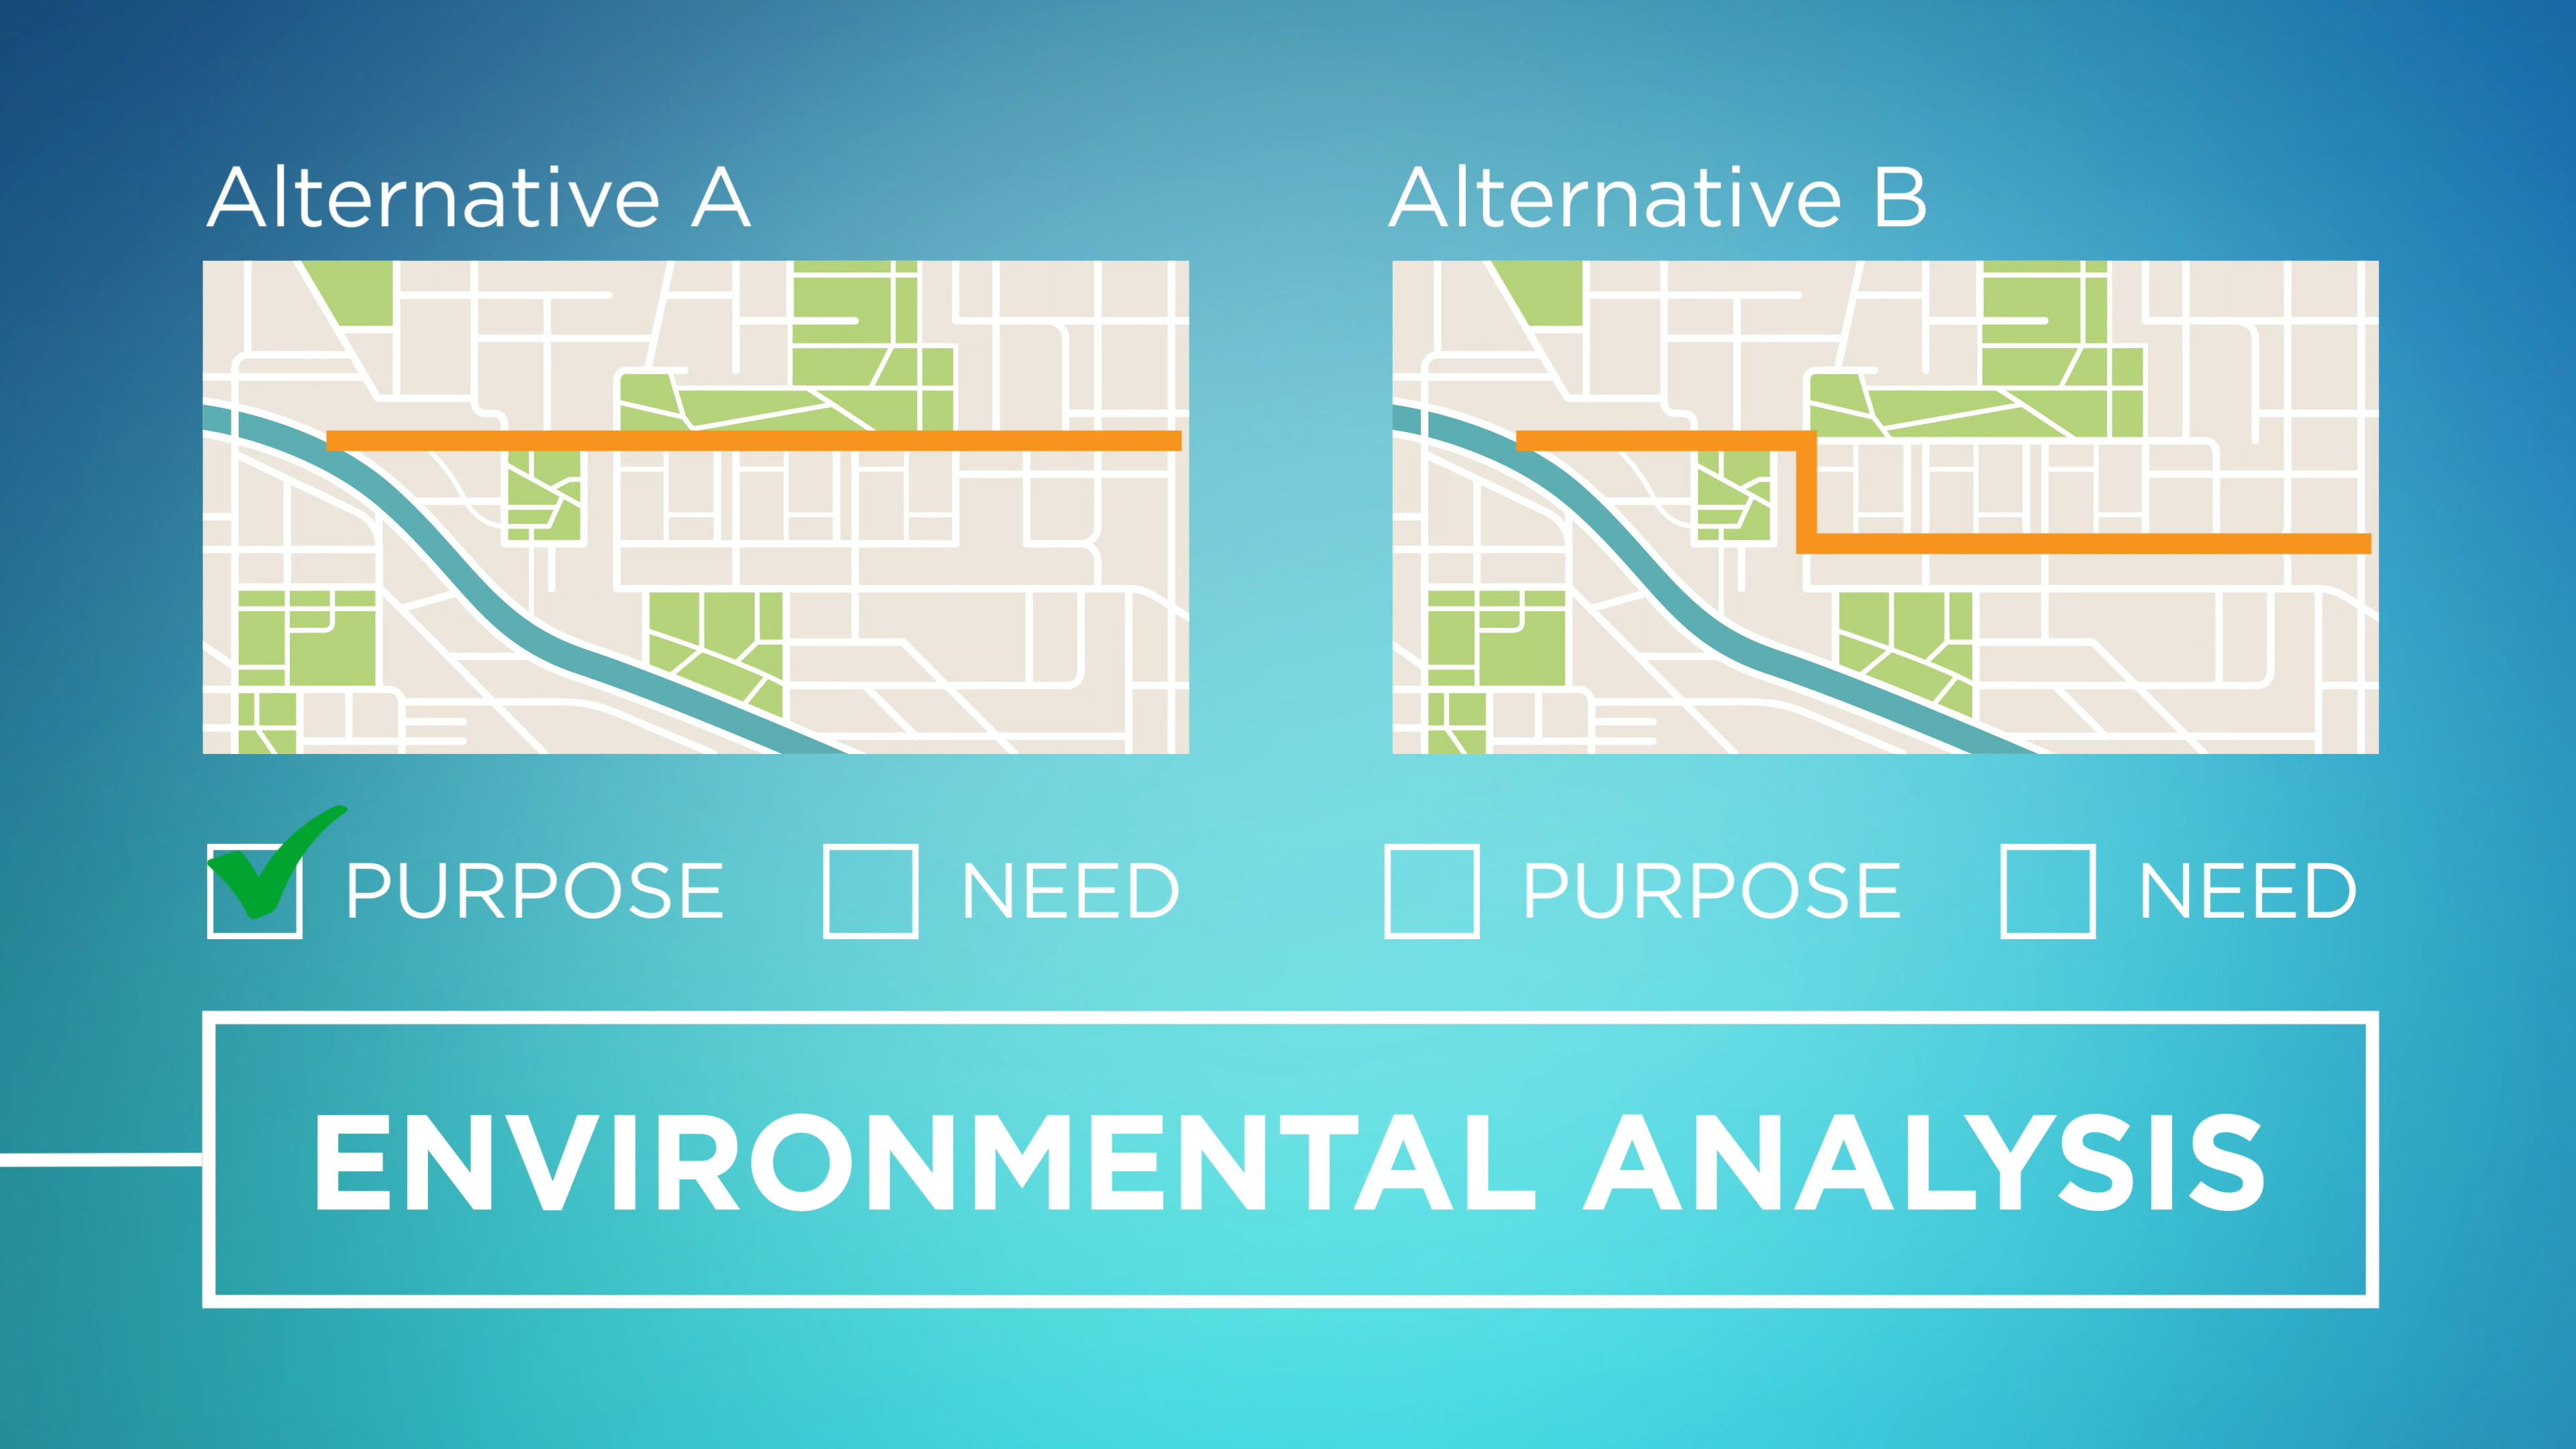 Alternative A
Alternative B
PURPOSE
NEED
PURPOSE
NEED
ENVIRONMENTAL ANALYSIS